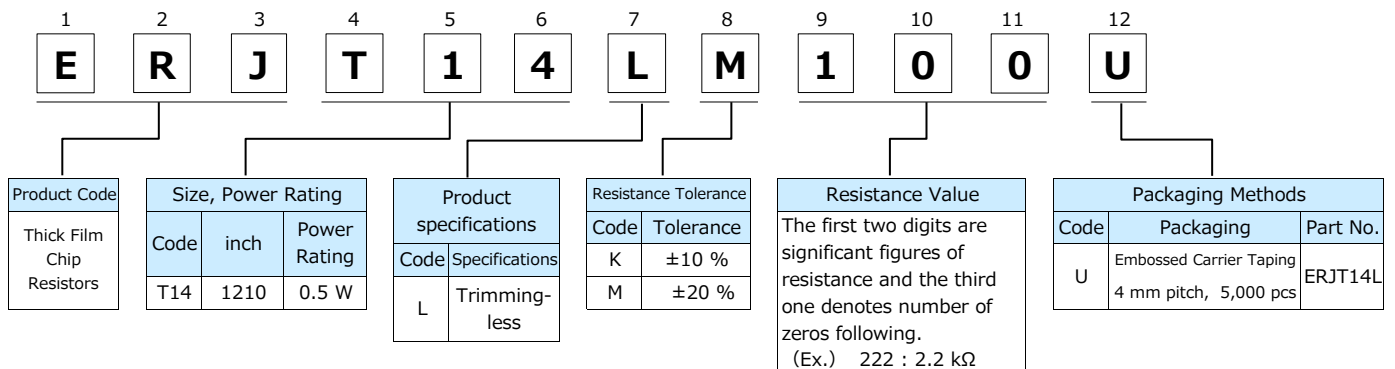 1 2 3 4 5 6 7 8 9 10 11 12
E R J T 1 4 L M 1 0 0 U
Product Code
Thick Film
Chip
Resistors
Size, Power Rating
Code inch Power
Rating
T14 1210 0.5 W
Product
specifications
Code Specifications
L Trimming-
less
Resistance Tolerance
Code Tolerance
K ±10 %
M ±20 %
Resistance Value
The first two digits are
significant figures of
resistance and the third
one denotes number of
zeros following.
(Ex.) 222 : 2.2 kΩ
Packaging Methods
Code Packaging Part No.
U Embossed Carrier Taping
4 mm pitch, 5,000 pcs
ERJT14L